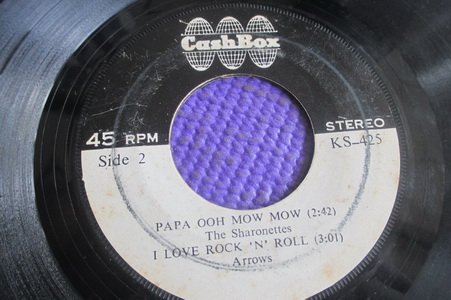 CashBox
45 RPM
STEREO
Side 2
KS-425
PAPA OOH MOW MOW (2:42)
The Sharonettes
I LOVE ROCK 'N' ROLL (3:01)
Arrows